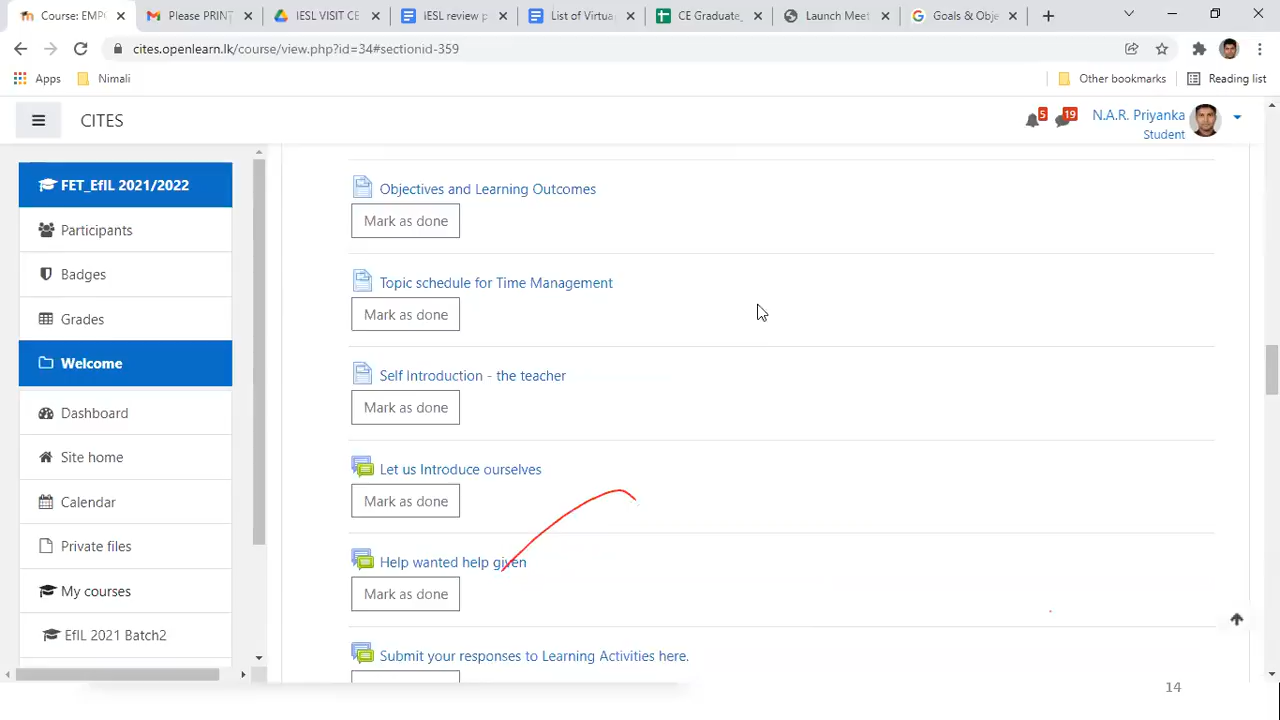 Course: EMPC
Please PRINT
IESL VISIT CE
IESL review p
List of Virtua
CE Graduate_
Launch Meet
Goals & Obje
cites.openlearn.lk/course/view.php?id=34#sectionid-359
Apps
Nimali
Other bookmarks
Reading list
CITES
5
19
N.A.R. Priyanka
Student
FET_EfIL 2021/2022
Participants
Badges
Grades
Welcome
Dashboard
Site home
Calendar
Private files
My courses
EfIL 2021 Batch2
Objectives and Learning Outcomes
Mark as done
Topic schedule for Time Management
Mark as done
Self Introduction - the teacher
Mark as done
Let us Introduce ourselves
Mark as done
Help wanted help given
Mark as done
Submit your responses to Learning Activities here.
14